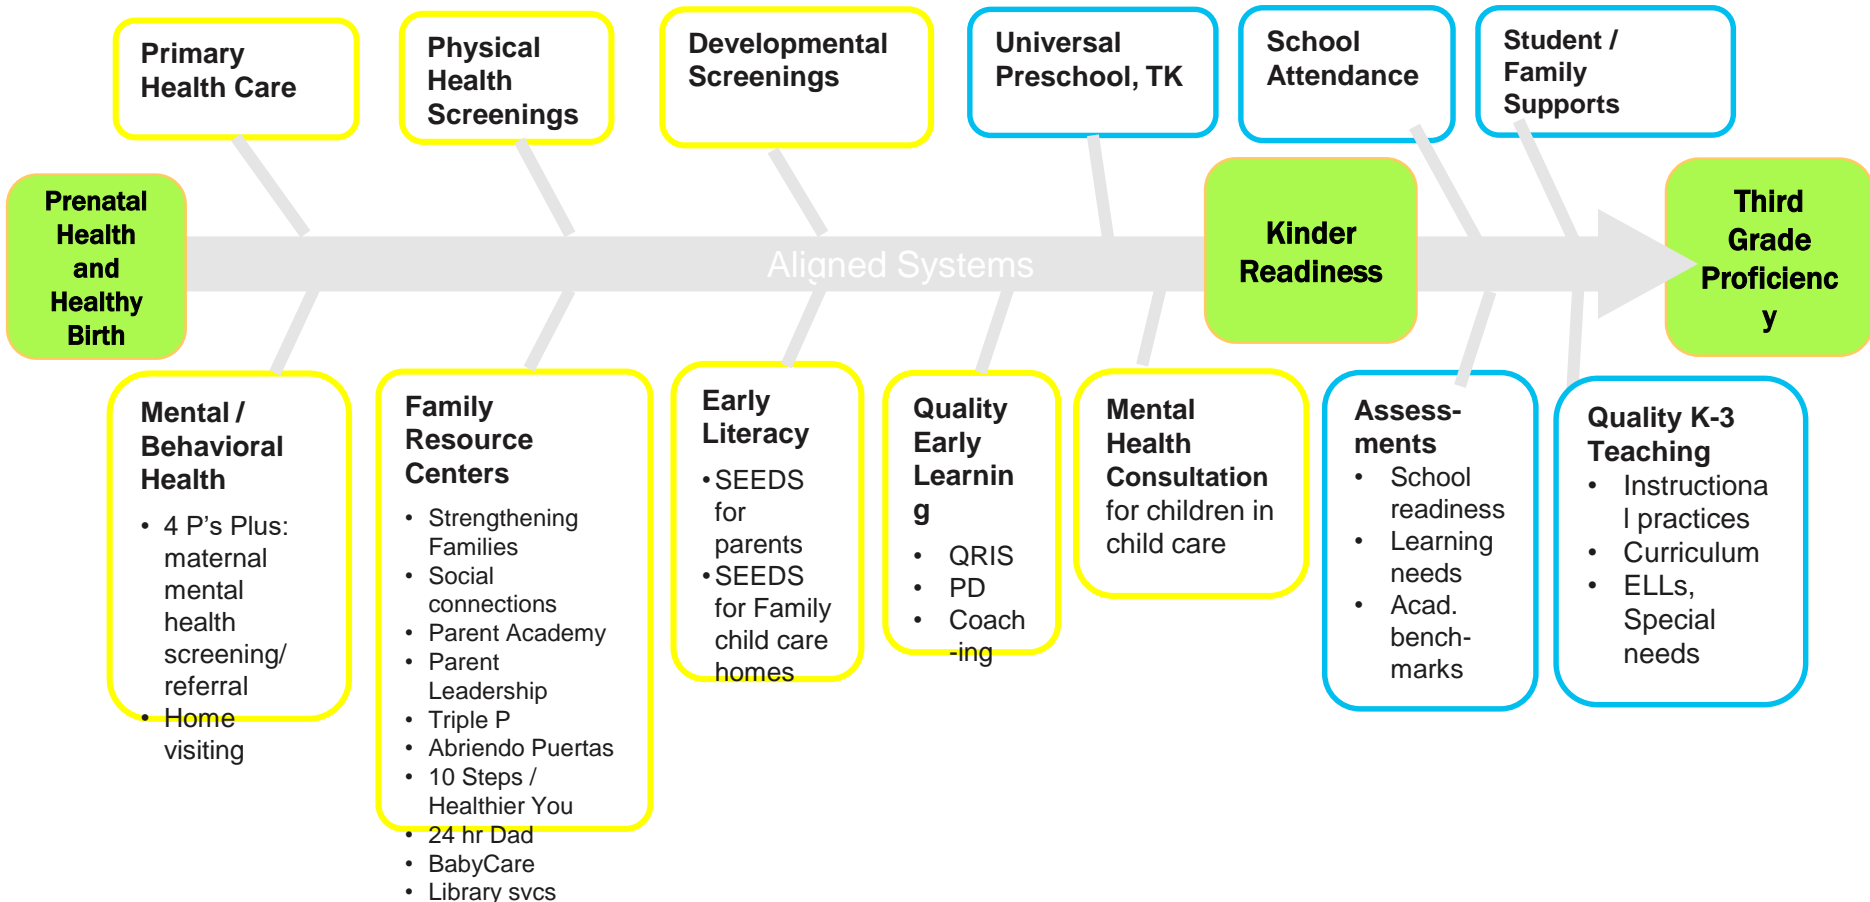 Primary
Health Care
Physical
Health
Screenings
Developmental
Screenings
Universal
Preschool, TK
School
Attendance
Student /
Family
Supports
Prenatal
Health
and
Healthy
Birth
Aligned Systems
Kinder
Readiness
Third
Grade
Proficienc
y
Mental /
Behavioral
Health
• 4 P's Plus:
maternal
mental
health
screening/
referral
• Home
visiting
Family
Resource
Centers
• Strengthening
Families
• Social
connections
• Parent Academy
• Parent
Leadership
• Triple P
• Abriendo Puertas
• 10 Steps /
Healthier You
• 24 hr Dad
• BabyCare
• Library svcs
Early
Literacy
• SEEDS
for
parents
• SEEDS
for Family
child care
homes
Quality
Early
Learnin
g
• QRIS
• PD
• Coach
-ing
Mental
Health
Consultation
for children in
child care
Assess-
ments
• School
readiness
• Learning
needs
• Acad.
bench-
marks
Quality K-3
Teaching
• Instructiona
l practices
• Curriculum
• ELLs,
Special
needs